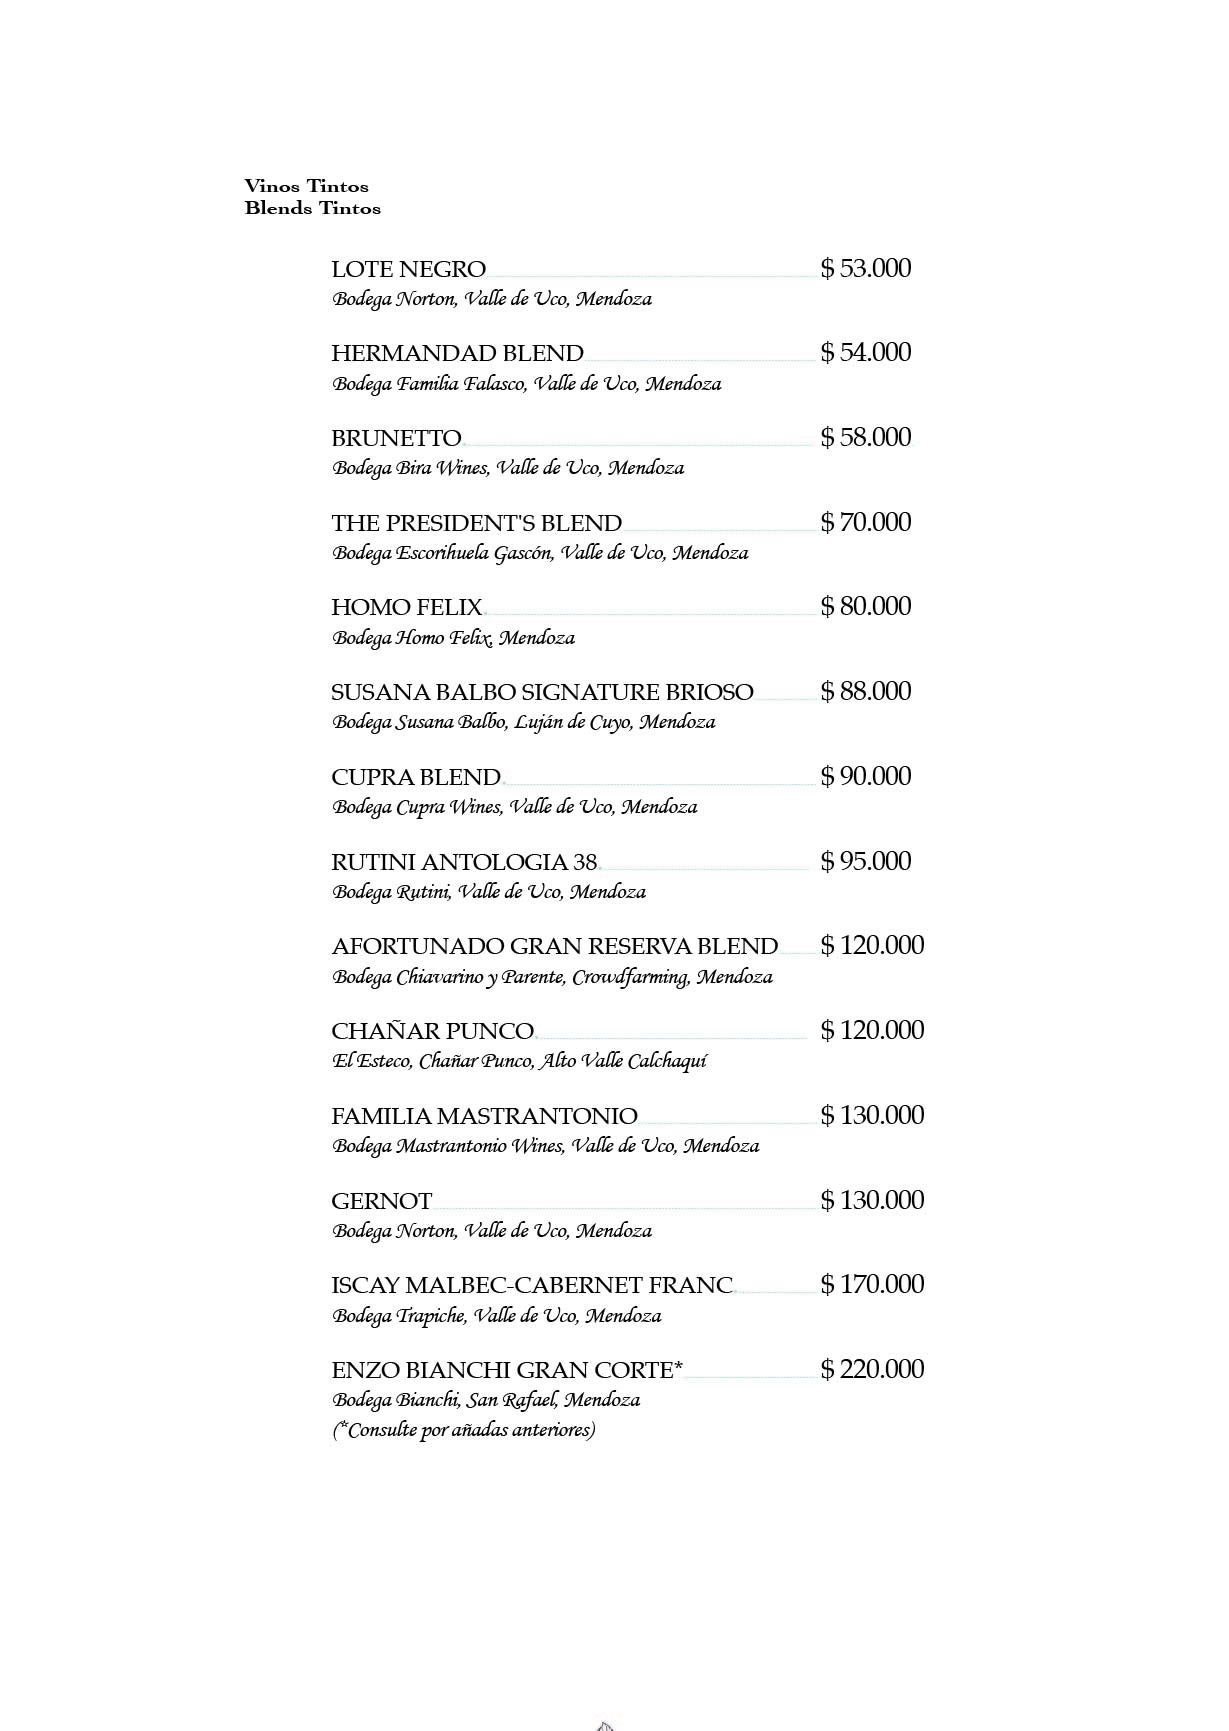 Vinos Tintos
Blends Tintos
LOTE NEGRO $ 53.000
Bodega Norton, Valle de Uco, Mendoza
HERMANDAD BLEND $ 54.000
Bodega Familia Falasco, Valle de Uco, Mendoza
BRUNETTO $ 58.000
Bodega Bira Wines, Valle de Uco, Mendoza
THE PRESIDENT'S BLEND $ 70.000
Bodega Escorihuela Gascón, Valle de Uco, Mendoza
HOMO FELIX $ 80.000
Bodega Homo Felix, Mendoza
SUSANA BALBO SIGNATURE BRIOSO $ 88.000
Bodega Susana Balbo, Luján de Cuyo, Mendoza
CUPRA BLEND $ 90.000
Bodega Cupra Wines, Valle de Uco, Mendoza
RUTINI ANTOLOGIA 38 $ 95.000
Bodega Rutini, Valle de Uco, Mendoza
AFORTUNADO GRAN RESERVA BLEND $ 120.000
Bodega Chiavarino y Parente, Crowdfarming, Mendoza
CHAÑAR PUNCO $ 120.000
El Esteco, Chañar Punco, Alto Valle Calchaquí
FAMILIA MASTRANTONIO $ 130.000
Bodega Mastrantonio Wines, Valle de Uco, Mendoza
GERNOT $ 130.000
Bodega Norton, Valle de Uco, Mendoza
ISCAY MALBEC-CABERNET FRANC $ 170.000
Bodega Trapiche, Valle de Uco, Mendoza
ENZO BIANCHI GRAN CORTE* $ 220.000
Bodega Bianchi, San Rafael, Mendoza
(*Consulte por añadas anteriores)